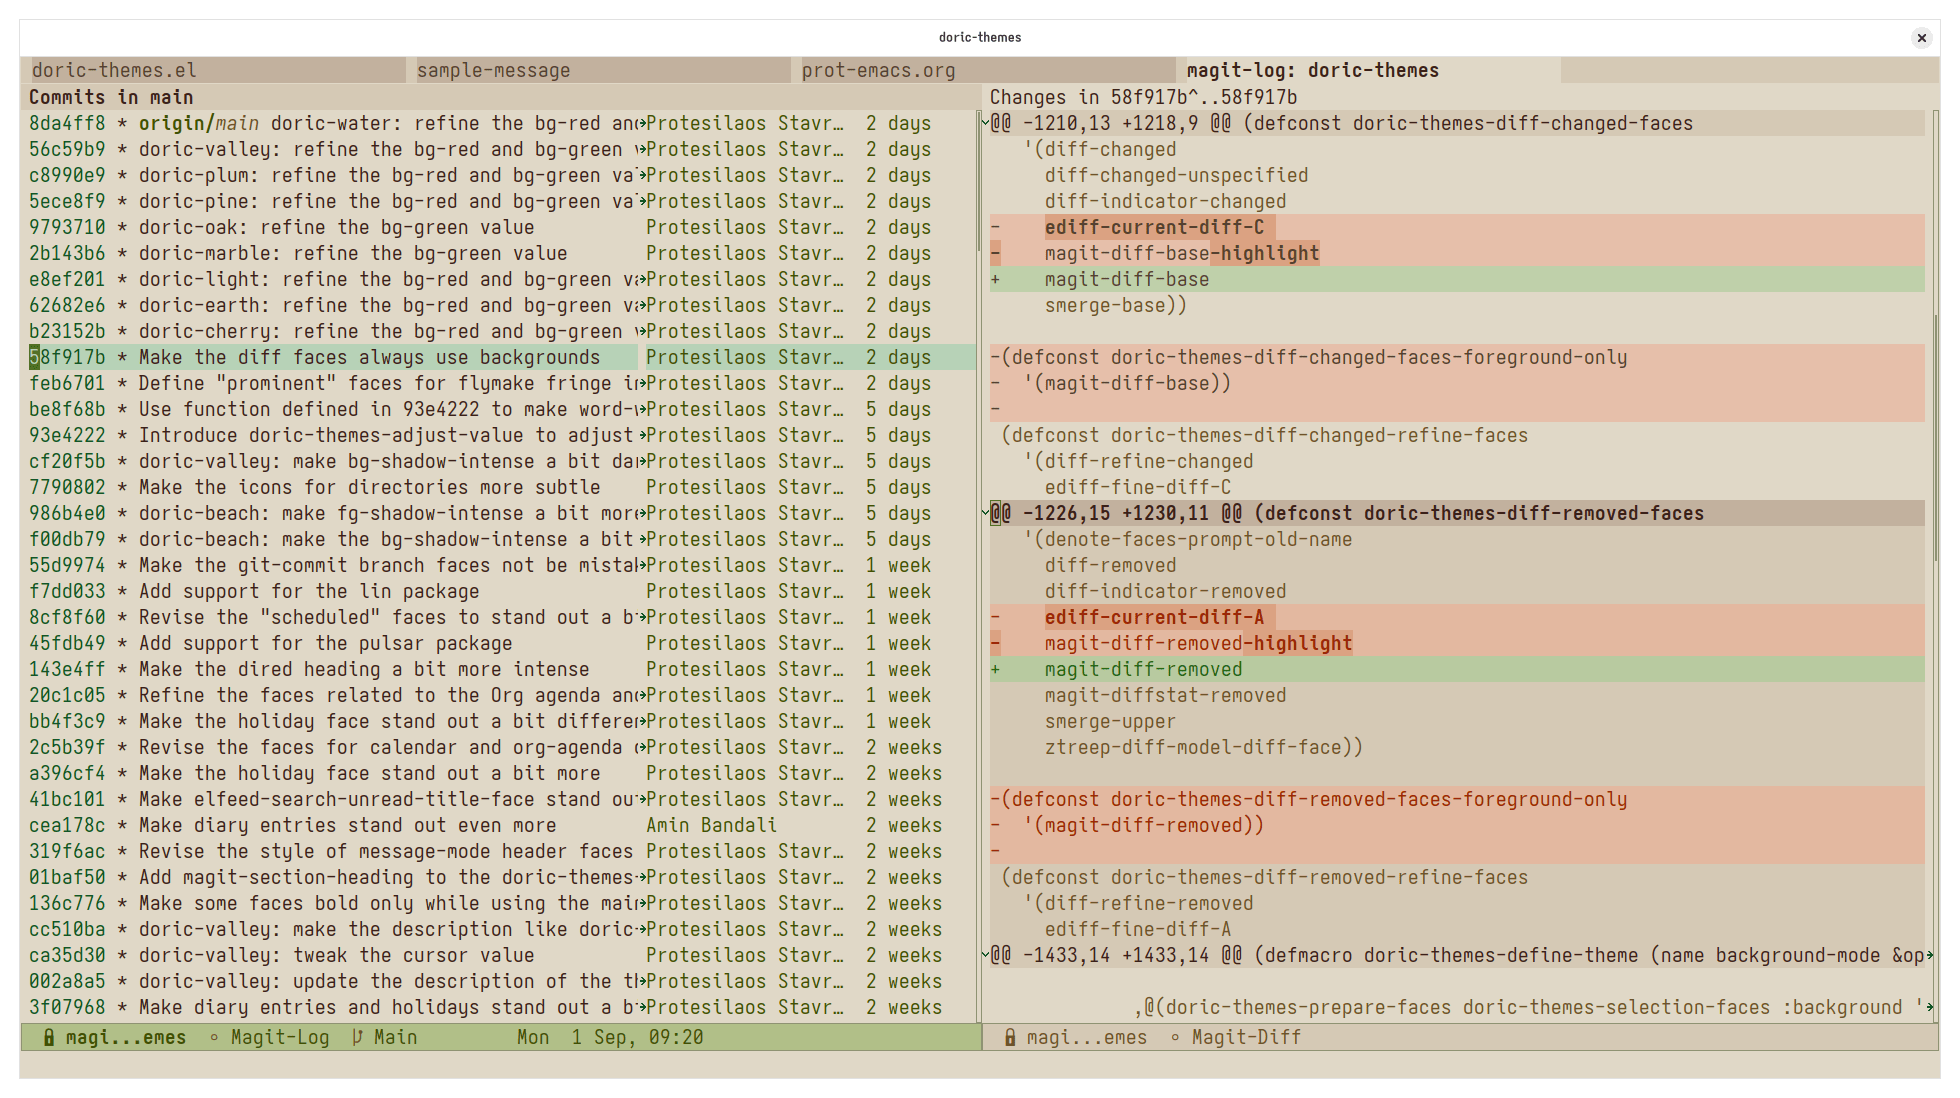 doric-themes
doric-themes.el sample-message prot-emacs.org magit-log: doric-themes
Commits in main
8da4ff8 * origin/main doric-water: refine the bg-red an Protesilaos Stavr… 2 days
56c59b9 * doric-valley: refine the bg-red and bg-green Protesilaos Stavr… 2 days
c8990e9 * doric-plum: refine the bg-red and bg-green va Protesilaos Stavr… 2 days
5ece8f9 * doric-pine: refine the bg-red and bg-green va Protesilaos Stavr… 2 days
9793710 * doric-oak: refine the bg-green value Protesilaos Stavr… 2 days
2b143b6 * doric-marble: refine the bg-green value Protesilaos Stavr… 2 days
e8ef201 * doric-light: refine the bg-red and bg-green v Protesilaos Stavr… 2 days
62682e6 * doric-earth: refine the bg-red and bg-green v Protesilaos Stavr… 2 days
b23152b * doric-cherry: refine the bg-red and bg-green Protesilaos Stavr… 2 days
58f917b * Make the diff faces always use backgrounds Protesilaos Stavr… 2 days
feb6701 * Define "prominent" faces for flymake fringe i Protesilaos Stavr… 2 days
be8f68b * Use function defined in 93e4222 to make word- Protesilaos Stavr… 5 days
93e4222 * Introduce doric-themes-adjust-value to adjust Protesilaos Stavr… 5 days
cf20f5b * doric-valley: make bg-shadow-intense a bit da Protesilaos Stavr… 5 days
7790802 * Make the icons for directories more subtle Protesilaos Stavr… 5 days
986b4e0 * doric-beach: make fg-shadow-intense a bit mor Protesilaos Stavr… 5 days
f00db79 * doric-beach: make the bg-shadow-intense a bit Protesilaos Stavr… 5 days
55d9974 * Make the git-commit branch faces not be mista Protesilaos Stavr… 1 week
f7dd033 * Add support for the lin package Protesilaos Stavr… 1 week
8cf8f60 * Revise the "scheduled" faces to stand out a b Protesilaos Stavr… 1 week
45fdb49 * Add support for the pulsar package Protesilaos Stavr… 1 week
143e4ff * Make the dired heading a bit more intense Protesilaos Stavr… 1 week
20c1c05 * Refine the faces related to the Org agenda an Protesilaos Stavr… 1 week
bb4f3c9 * Make the holiday face stand out a bit differe Protesilaos Stavr… 1 week
2c5b39f * Revise the faces for calendar and org-agenda Protesilaos Stavr… 2 weeks
a396cf4 * Make the holiday face stand out a bit more Protesilaos Stavr… 2 weeks
41bc101 * Make elfeed-search-unread-title-face stand ou Protesilaos Stavr… 2 weeks
cea178c * Make diary entries stand out even more Amin Bandali 2 weeks
319f6ac * Revise the style of message-mode header faces Protesilaos Stavr… 2 weeks
01baf50 * Add magit-section-heading to the doric-themes Protesilaos Stavr… 2 weeks
136c776 * Make some faces bold only while using the mai Protesilaos Stavr… 2 weeks
cc510ba * doric-valley: make the description like doric- Protesilaos Stavr… 2 weeks
ca35d30 * doric-valley: tweak the cursor value Protesilaos Stavr… 2 weeks
002a8a5 * doric-valley: update the description of the t Protesilaos Stavr… 2 weeks
3f07968 * Make diary entries and holidays stand out a b Protesilaos Stavr… 2 weeks
magi...emes ∘ Magit-Log Main Mon 1 Sep, 09:20
Changes in 58f917b^..58f917b
@@ -1210,13 +1218,9 @@ (defconst doric-themes-diff-changed-faces
'(diff-changed
diff-changed-unspecified
diff-indicator-changed
- ediff-current-diff-C
- magit-diff-base-highlight
+ magit-diff-base
smerge-base))
-(defconst doric-themes-diff-changed-faces-foreground-only
- '(magit-diff-base))
-
(defconst doric-themes-diff-changed-refine-faces
'(diff-refine-changed
ediff-fine-diff-C
@@ -1226,15 +1230,11 @@ (defconst doric-themes-diff-removed-faces
'(denote-faces-prompt-old-name
diff-removed
diff-indicator-removed
- ediff-current-diff-A
- magit-diff-removed-highlight
+ magit-diff-removed
magit-diffstat-removed
smerge-upper
ztreep-diff-model-diff-face))
-(defconst doric-themes-diff-removed-faces-foreground-only
- '(magit-diff-removed))
-
(defconst doric-themes-diff-removed-refine-faces
'(diff-refine-removed
ediff-fine-diff-A
@@ -1433,14 +1433,14 @@ (defmacro doric-themes-define-theme (name background-mode &op
,@(doric-themes-prepare-faces doric-themes-selection-faces :background '
magi...emes ∘ Magit-Diff